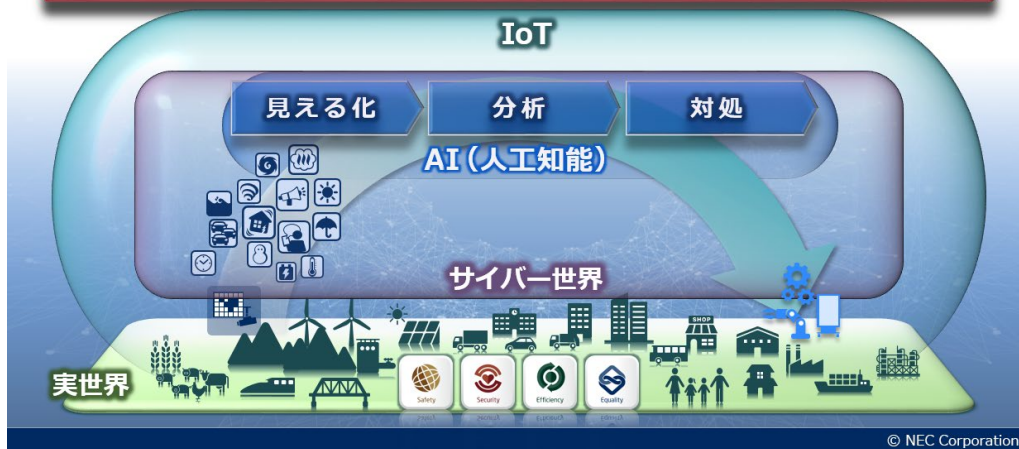 IoT
見える化
分析
対処
AI(人工知能)
サイバー世界
SHOP
実世界
Safety
Security
Efficiency
Equality
© NEC Corporation